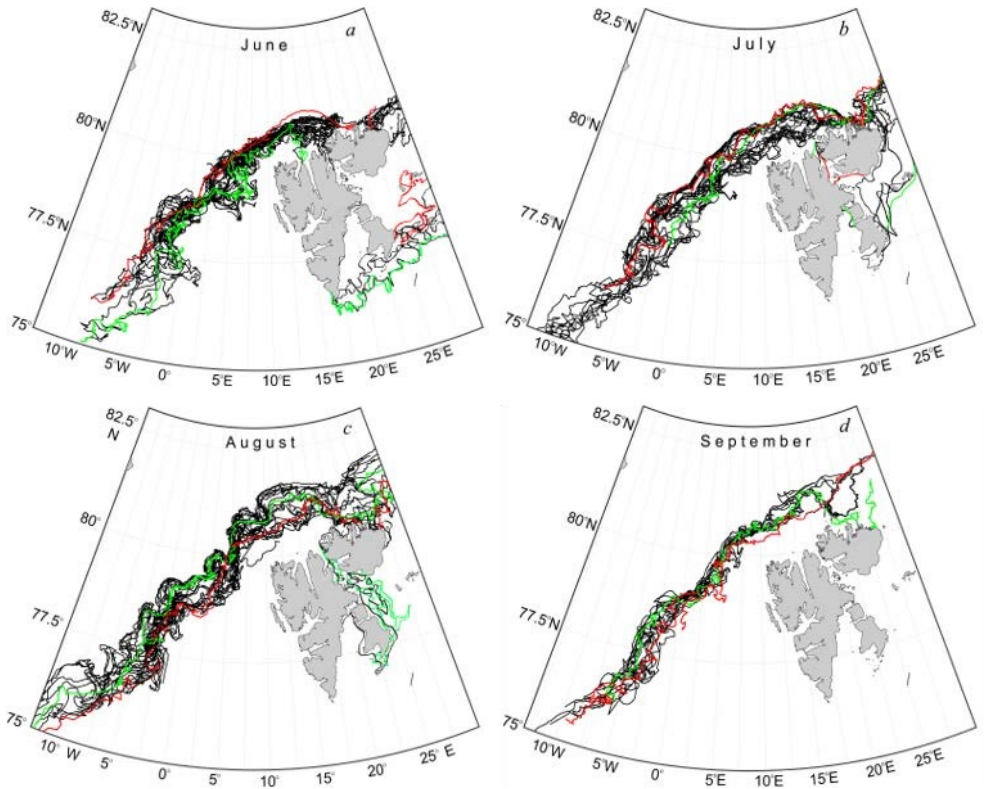 82.5°N
June
a
80°N
77.5°N
75°
10°W
5°W
0°
5°E
10°E
15°E
20°E
25°E
82.5°N
July
b
80°N
77.5°N
75°
10°W
5°W
0°
5°E
10°E
15°E
20°E
25°E
82.5°
N
August
c
80°
77.5°
75°
10°
W
5°
0°
5°
10°
15°
20°
25°
E
82.5°N
September
d
80°N
77.5°N
75°
10°W
5°W
0°
5°E
10°E
15°E
20°E
25°E